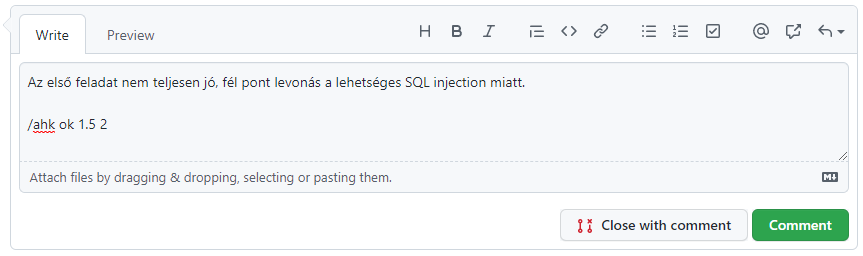 Write
Preview
Az első feladat nem teljesen jó, fél pont levonás a lehetséges SQL injection miatt.
/ahk ok 1.5 2
Attach files by dragging & dropping, selecting or pasting them.
Close with comment
Comment